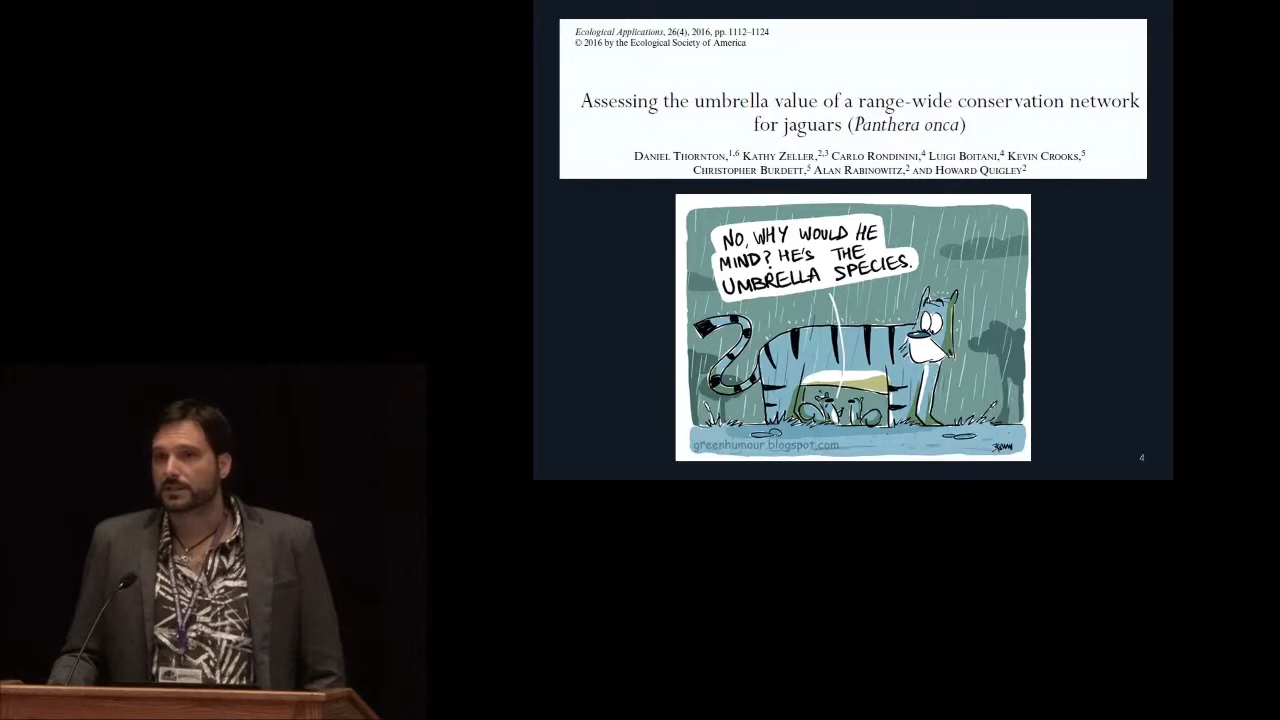 Ecological Applications, 26(4), 2016, pp. 1112–1124
© 2016 by the Ecological Society of America
Assessing the umbrella value of a range-wide conservation network
for jaguars (Panthera onca)
Daniel Thornton,1,6 Kathy Zeller,2,3 Carlo Rondinini,4 Luigi Boitani,4 Kevin Crooks,5
Christopher Burdett,5 Alan Rabinowitz,2 and Howard Quigley2
NO, WHY WOULD HE
MIND? HE'S THE
UMBRELLA SPECIES.
greenhumour.blogspot.com
4